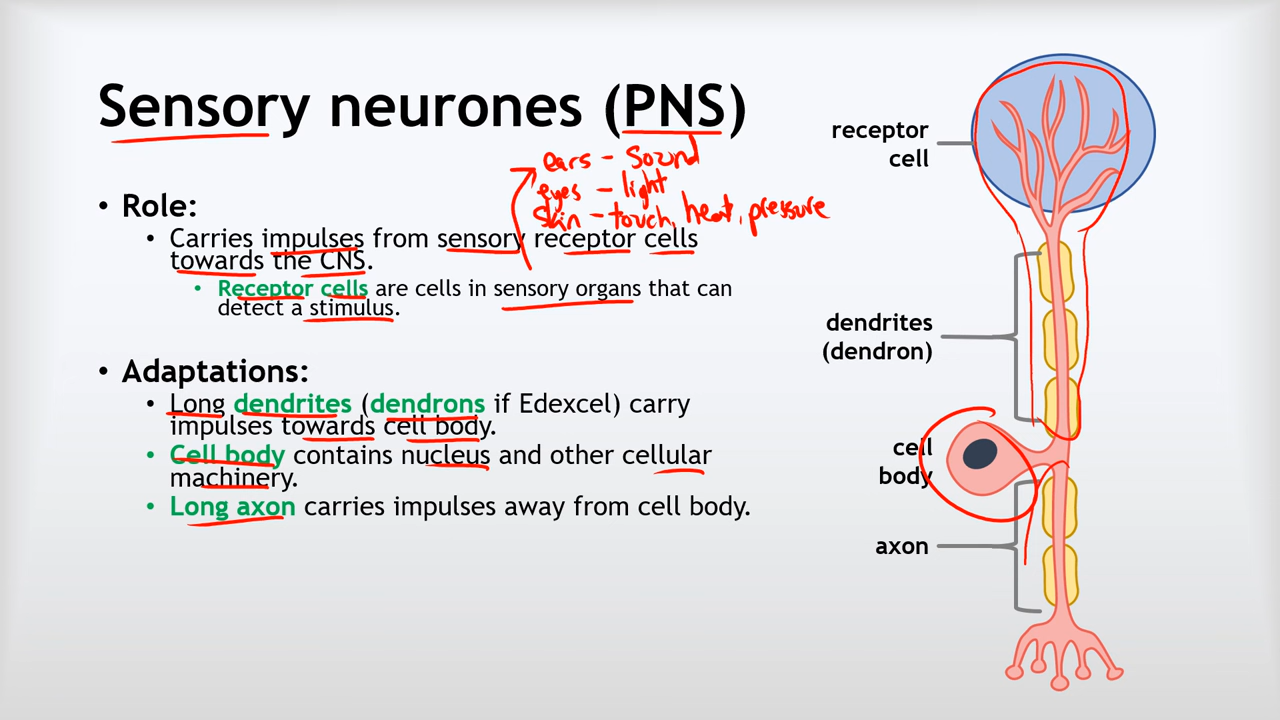 Sensory neurones (PNS)
ears - sound
eyes - light
skin - touch, heat, pressure
• Role:
• Carries impulses from sensory receptor cells
towards the CNS.
• Receptor cells are cells in sensory organs that can
detect a stimulus.
• Adaptations:
• Long dendrites (dendrons if Edexcel) carry
impulses towards cell body.
• Cell body contains nucleus and other cellular
machinery.
• Long axon carries impulses away from cell body.
receptor
cell
dendrites
(dendron)
cell
body
axon